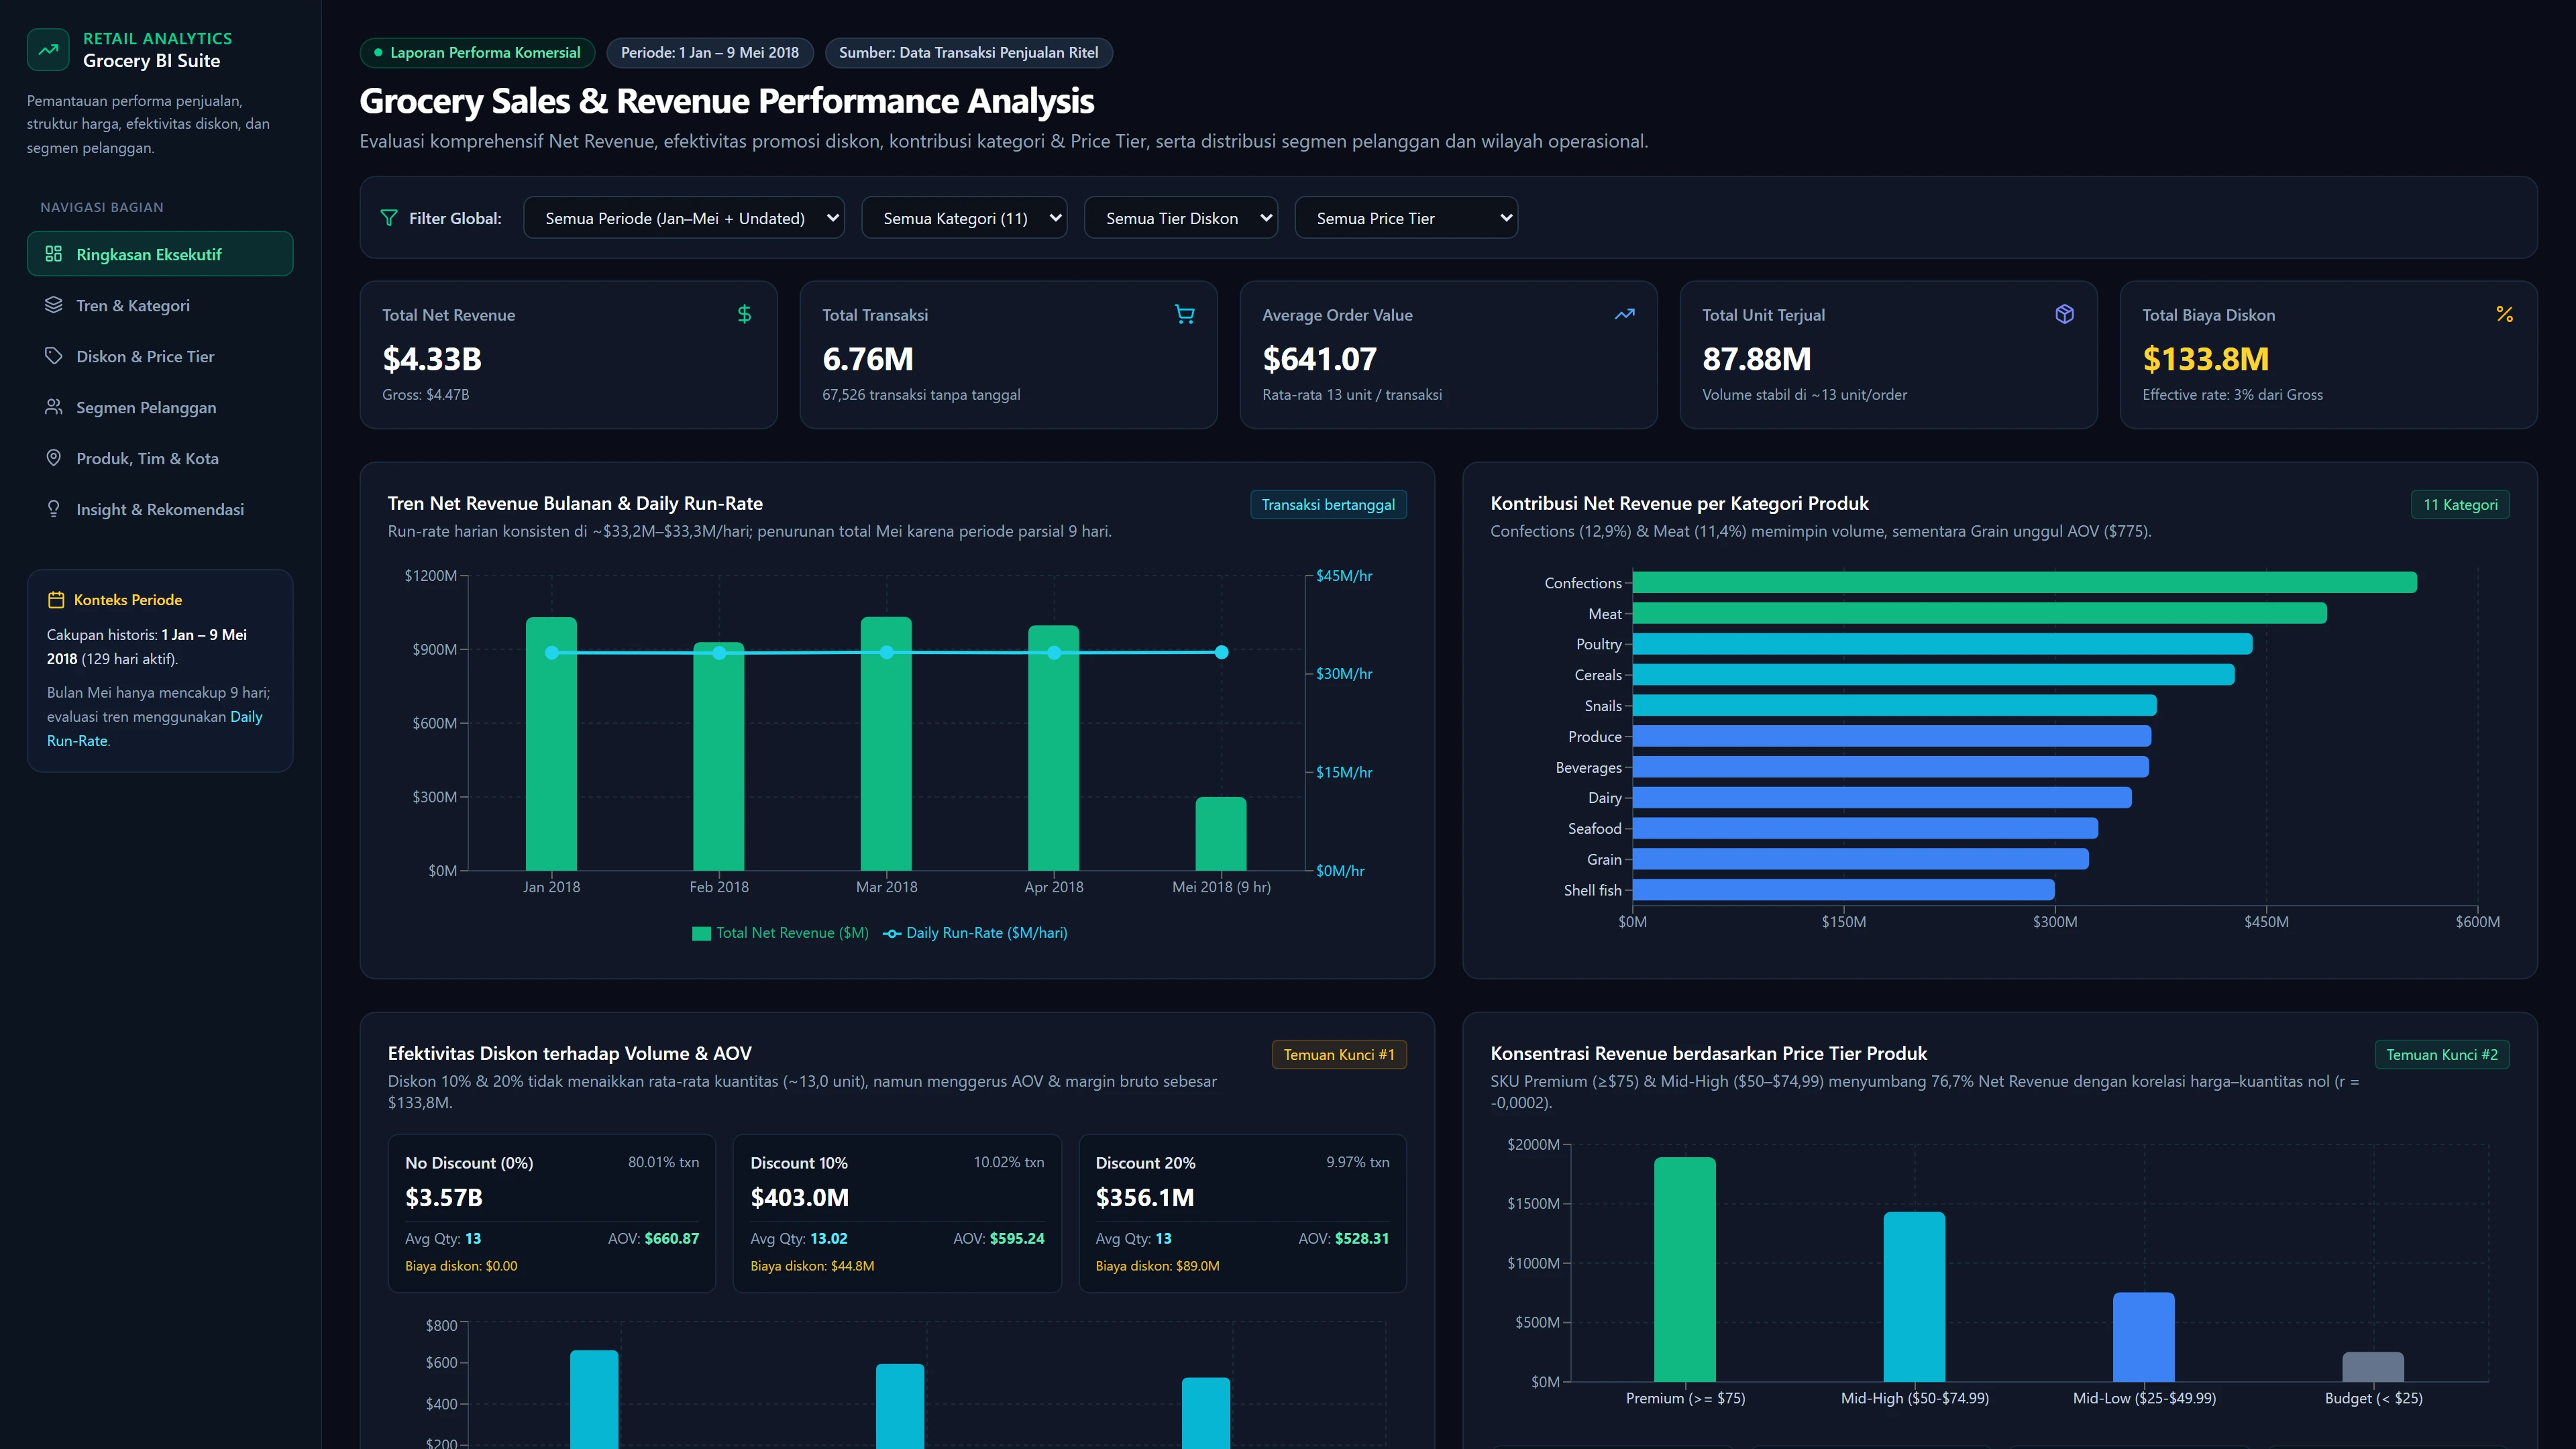 RETAIL ANALYTICS
Grocery BI Suite
Pemantauan performa penjualan,
struktur harga, efektivitas diskon, dan
segmen pelanggan.
NAVIGASI BAGIAN
Ringkasan Eksekutif
Tren & Kategori
Diskon & Price Tier
Segmen Pelanggan
Produk, Tim & Kota
Insight & Rekomendasi
Konteks Periode
Cakupan historis: 1 Jan – 9 Mei
2018 (129 hari aktif).
Bulan Mei hanya mencakup 9 hari;
evaluasi tren menggunakan Daily
Run-Rate.
Laporan Performa Komersial
Periode: 1 Jan – 9 Mei 2018
Sumber: Data Transaksi Penjualan Ritel
Grocery Sales & Revenue Performance Analysis
Evaluasi komprehensif Net Revenue, efektivitas promosi diskon, kontribusi kategori & Price Tier, serta distribusi segmen pelanggan dan wilayah operasional.
Filter Global:
Semua Periode (Jan–Mei + Undated)
Semua Kategori (11)
Semua Tier Diskon
Semua Price Tier
Total Net Revenue
$4.33B
Gross: $4.47B
Total Transaksi
6.76M
67,526 transaksi tanpa tanggal
Average Order Value
$641.07
Rata-rata 13 unit / transaksi
Total Unit Terjual
87.88M
Volume stabil di ~13 unit/order
Total Biaya Diskon
$133.8M
Effective rate: 3% dari Gross
Tren Net Revenue Bulanan & Daily Run-Rate
Transaksi bertanggal
Run-rate harian konsisten di ~$33,2M–$33,3M/hari; penurunan total Mei karena periode parsial 9 hari.
$1200M
$900M
$600M
$300M
$0M
$45M/hr
$30M/hr
$15M/hr
$0M/hr
Jan 2018
Feb 2018
Mar 2018
Apr 2018
Mei 2018 (9 hr)
Total Net Revenue ($M)
Daily Run-Rate ($M/hari)
Kontribusi Net Revenue per Kategori Produk
11 Kategori
Confections (12,9%) & Meat (11,4%) memimpin volume, sementara Grain unggul AOV ($775).
Confections
Meat
Poultry
Cereals
Snails
Produce
Beverages
Dairy
Seafood
Grain
Shell fish
$0M
$150M
$300M
$450M
$600M
Efektivitas Diskon terhadap Volume & AOV
Temuan Kunci #1
Diskon 10% & 20% tidak menaikkan rata-rata kuantitas (~13,0 unit), namun menggerus AOV & margin bruto sebesar
$133,8M.
No Discount (0%)
80.01% txn
$3.57B
Avg Qty: 13
AOV: $660.87
Biaya diskon: $0.00
Discount 10%
10.02% txn
$403.0M
Avg Qty: 13.02
AOV: $595.24
Biaya diskon: $44.8M
Discount 20%
9.97% txn
$356.1M
Avg Qty: 13
AOV: $528.31
Biaya diskon: $89.0M
$800
$600
$400
$200
Konsentrasi Revenue berdasarkan Price Tier Produk
Temuan Kunci #2
SKU Premium (≥$75) & Mid-High ($50–$74,99) menyumbang 76,7% Net Revenue dengan korelasi harga–kuantitas nol (r =
-0,0002).
$2000M
$1500M
$1000M
$500M
$0M
Premium (>= $75)
Mid-High ($50-$74.99)
Mid-Low ($25-$49.99)
Budget (< $25)